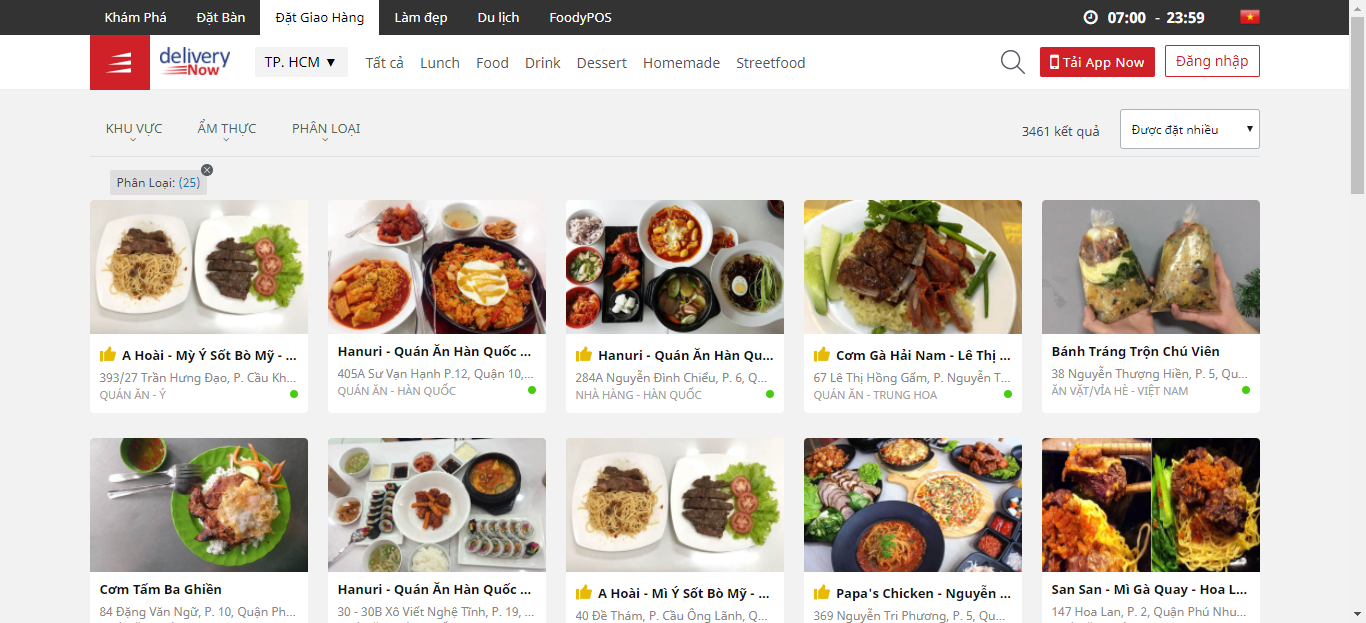 Khám Phá Đặt Bàn Đặt Giao Hàng Làm đẹp Du lịch FoodyPOS 07:00 - 23:59
delivery Now TP. HCM ▼ Tất cả Lunch Food Drink Dessert Homemade Streetfood Tải App Now Đăng nhập
KHU VỰC ẨM THỰC PHÂN LOẠI 3461 kết quả Được đặt nhiều
Phân Loại: (25)
A Hoài - Mỳ Ý Sốt Bò Mỹ - ...
393/27 Trần Hưng Đạo, P. Cầu Kh...
QUÁN ĂN - Ý
Hanuri - Quán Ăn Hàn Quốc ...
405A Sư Vạn Hạnh P.12, Quận 10,...
QUÁN ĂN - HÀN QUỐC
Hanuri - Quán Ăn Hàn Qu...
284A Nguyễn Đình Chiểu, P. 6, Q...
NHÀ HÀNG - HÀN QUỐC
Cơm Gà Hải Nam - Lê Thị ...
67 Lê Thị Hồng Gấm, P. Nguyễn T...
QUÁN ĂN - TRUNG HOA
Bánh Tráng Trộn Chú Viên
38 Nguyễn Thượng Hiền, P. 5, Qu...
ĂN VẶT/VỈA HÈ - VIỆT NAM
Cơm Tấm Ba Ghiền
84 Đặng Văn Ngữ, P. 10, Quận Ph...
Hanuri - Quán Ăn Hàn Quốc ...
30 - 30B Xô Viết Nghệ Tĩnh, P. 19, ...
A Hoài - Mì Ý Sốt Bò Mỹ - ...
40 Đề Thám, P. Cầu Ông Lãnh, Q...
Papa's Chicken - Nguyễn ...
369 Nguyễn Tri Phương, P. 5, Qu...
San San - Mì Gà Quay - Hoa L...
147 Hoa Lan, P. 2, Quận Phú Nhu...